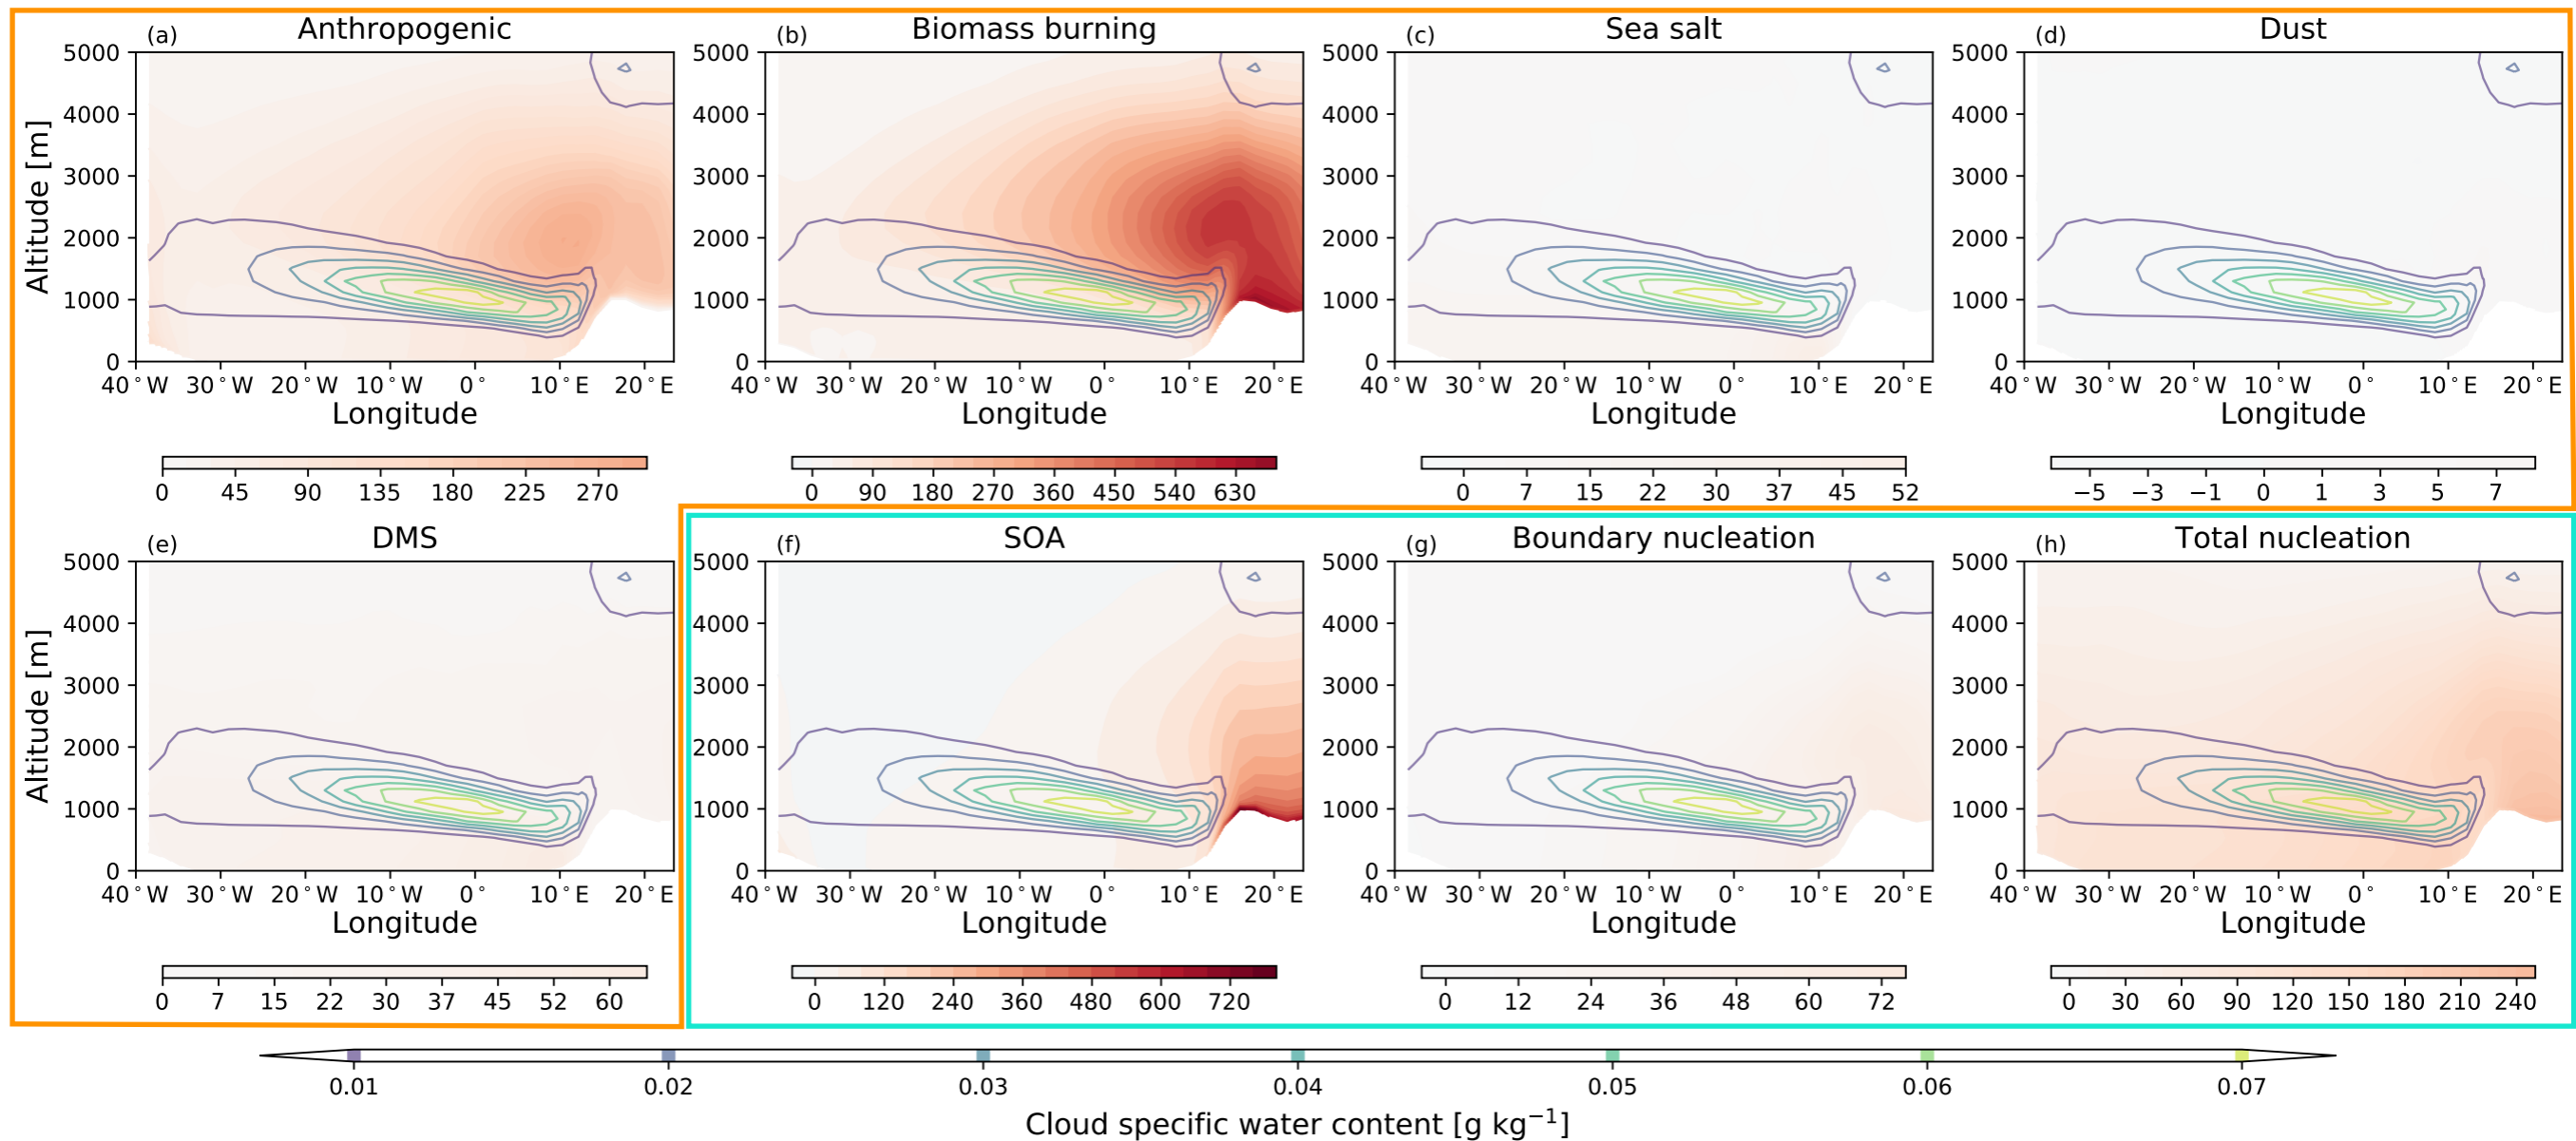 (a) Anthropogenic
(b) Biomass burning
(c) Sea salt
(d) Dust
Altitude [m]
5000 4000 3000 2000 1000 0
5000 4000 3000 2000 1000 0
5000 4000 3000 2000 1000 0
5000 4000 3000 2000 1000 0
40°W 30°W 20°W 10°W 0° 10°E 20°E
40°W 30°W 20°W 10°W 0° 10°E 20°E
40°W 30°W 20°W 10°W 0° 10°E 20°E
40°W 30°W 20°W 10°W 0° 10°E 20°E
Longitude
Longitude
Longitude
Longitude
0 45 90 135 180 225 270
0 90 180 270 360 450 540 630
0 7 15 22 30 37 45 52
−5 −3 −1 0 1 3 5 7
(e) DMS
(f) SOA
(g) Boundary nucleation
(h) Total nucleation
Altitude [m]
5000 4000 3000 2000 1000 0
5000 4000 3000 2000 1000 0
5000 4000 3000 2000 1000 0
5000 4000 3000 2000 1000 0
40°W 30°W 20°W 10°W 0° 10°E 20°E
40°W 30°W 20°W 10°W 0° 10°E 20°E
40°W 30°W 20°W 10°W 0° 10°E 20°E
40°W 30°W 20°W 10°W 0° 10°E 20°E
Longitude
Longitude
Longitude
Longitude
0 7 15 22 30 37 45 52 60
0 120 240 360 480 600 720
0 12 24 36 48 60 72
0 30 60 90 120 150 180 210 240
0.01 0.02 0.03 0.04 0.05 0.06 0.07
Cloud specific water content [g kg⁻¹]